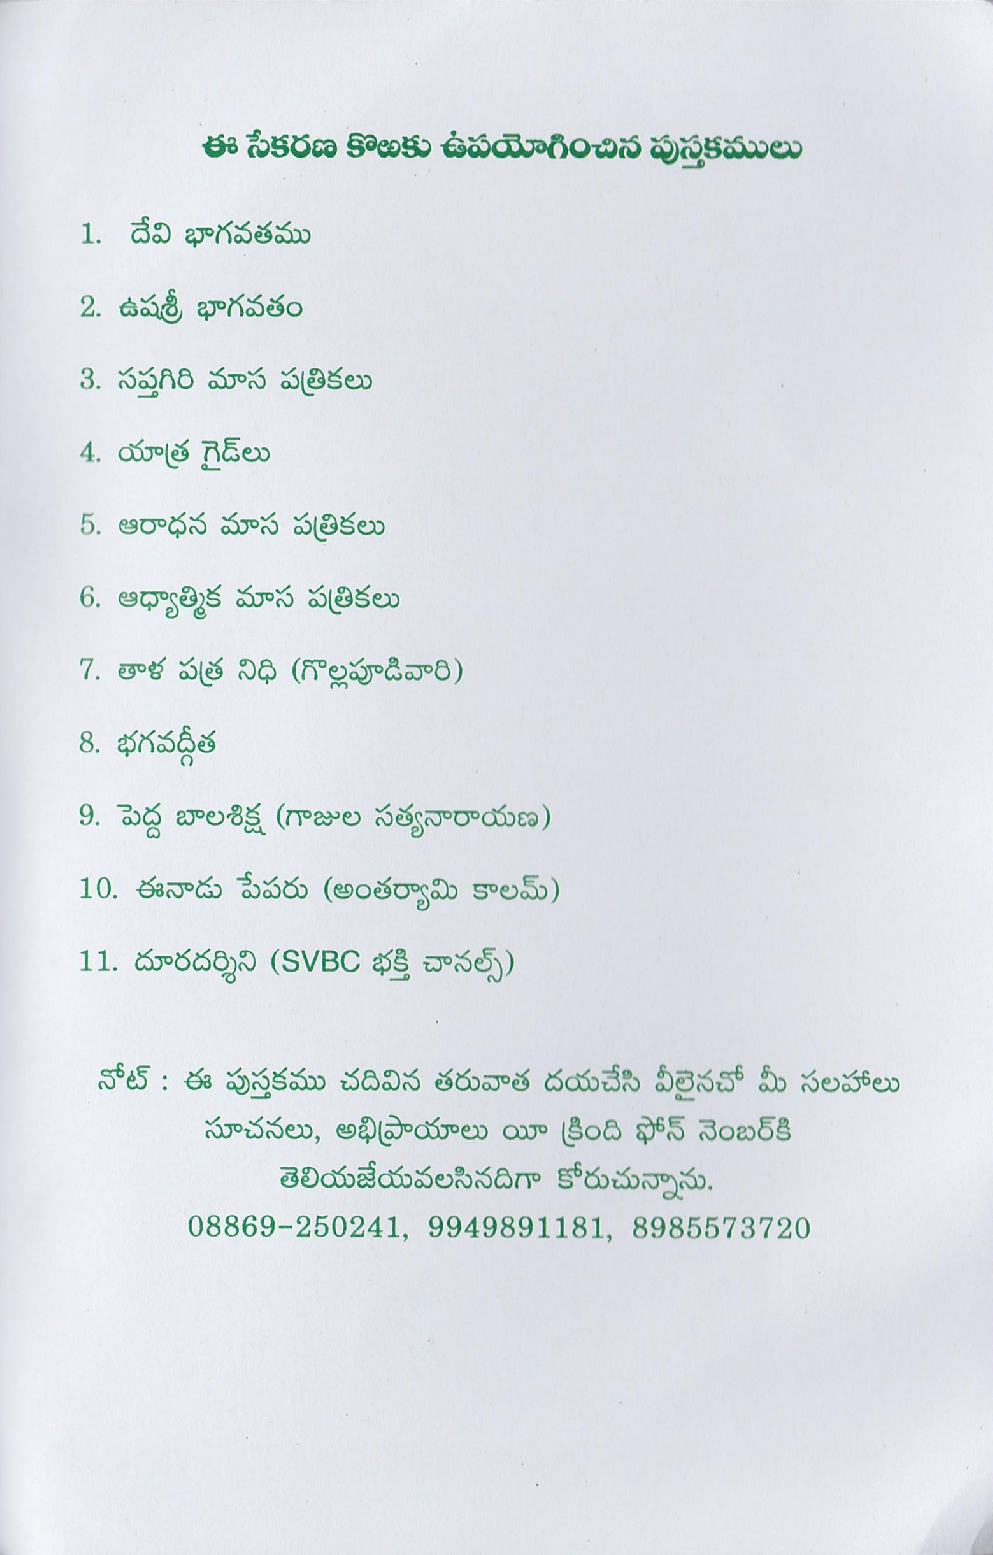 ఈ సేకరణ కొఱకు ఉపయోగించిన పుస్తకములు
1. దేవి భాగవతము
2. ఉషశ్రీ భాగవతం
3. సప్తగిరి మాస పత్రికలు
4. యాత్ర గైడ్‌లు
5. ఆరాధన మాస పత్రికలు
6. ఆధ్యాత్మిక మాస పత్రికలు
7. తాళ పత్ర నిధి (గొల్లపూడివారి)
8. భగవద్గీత
9. పెద్ద బాలశిక్ష (గాజుల సత్యనారాయణ)
10. ఈనాడు పేపరు (అంతర్యామి కాలమ్)
11. దూరదర్శిని (SVBC భక్తి చానల్స్)
నోట్ : ఈ పుస్తకము చదివిన తరువాత దయచేసి వీలైనచో మీ సలహాలు
సూచనలు, అభిప్రాయాలు యీ క్రింది ఫోన్ నెంబర్‌కి
తెలియజేయవలసినదిగా కోరుచున్నాను.
08869-250241, 9949891181, 8985573720